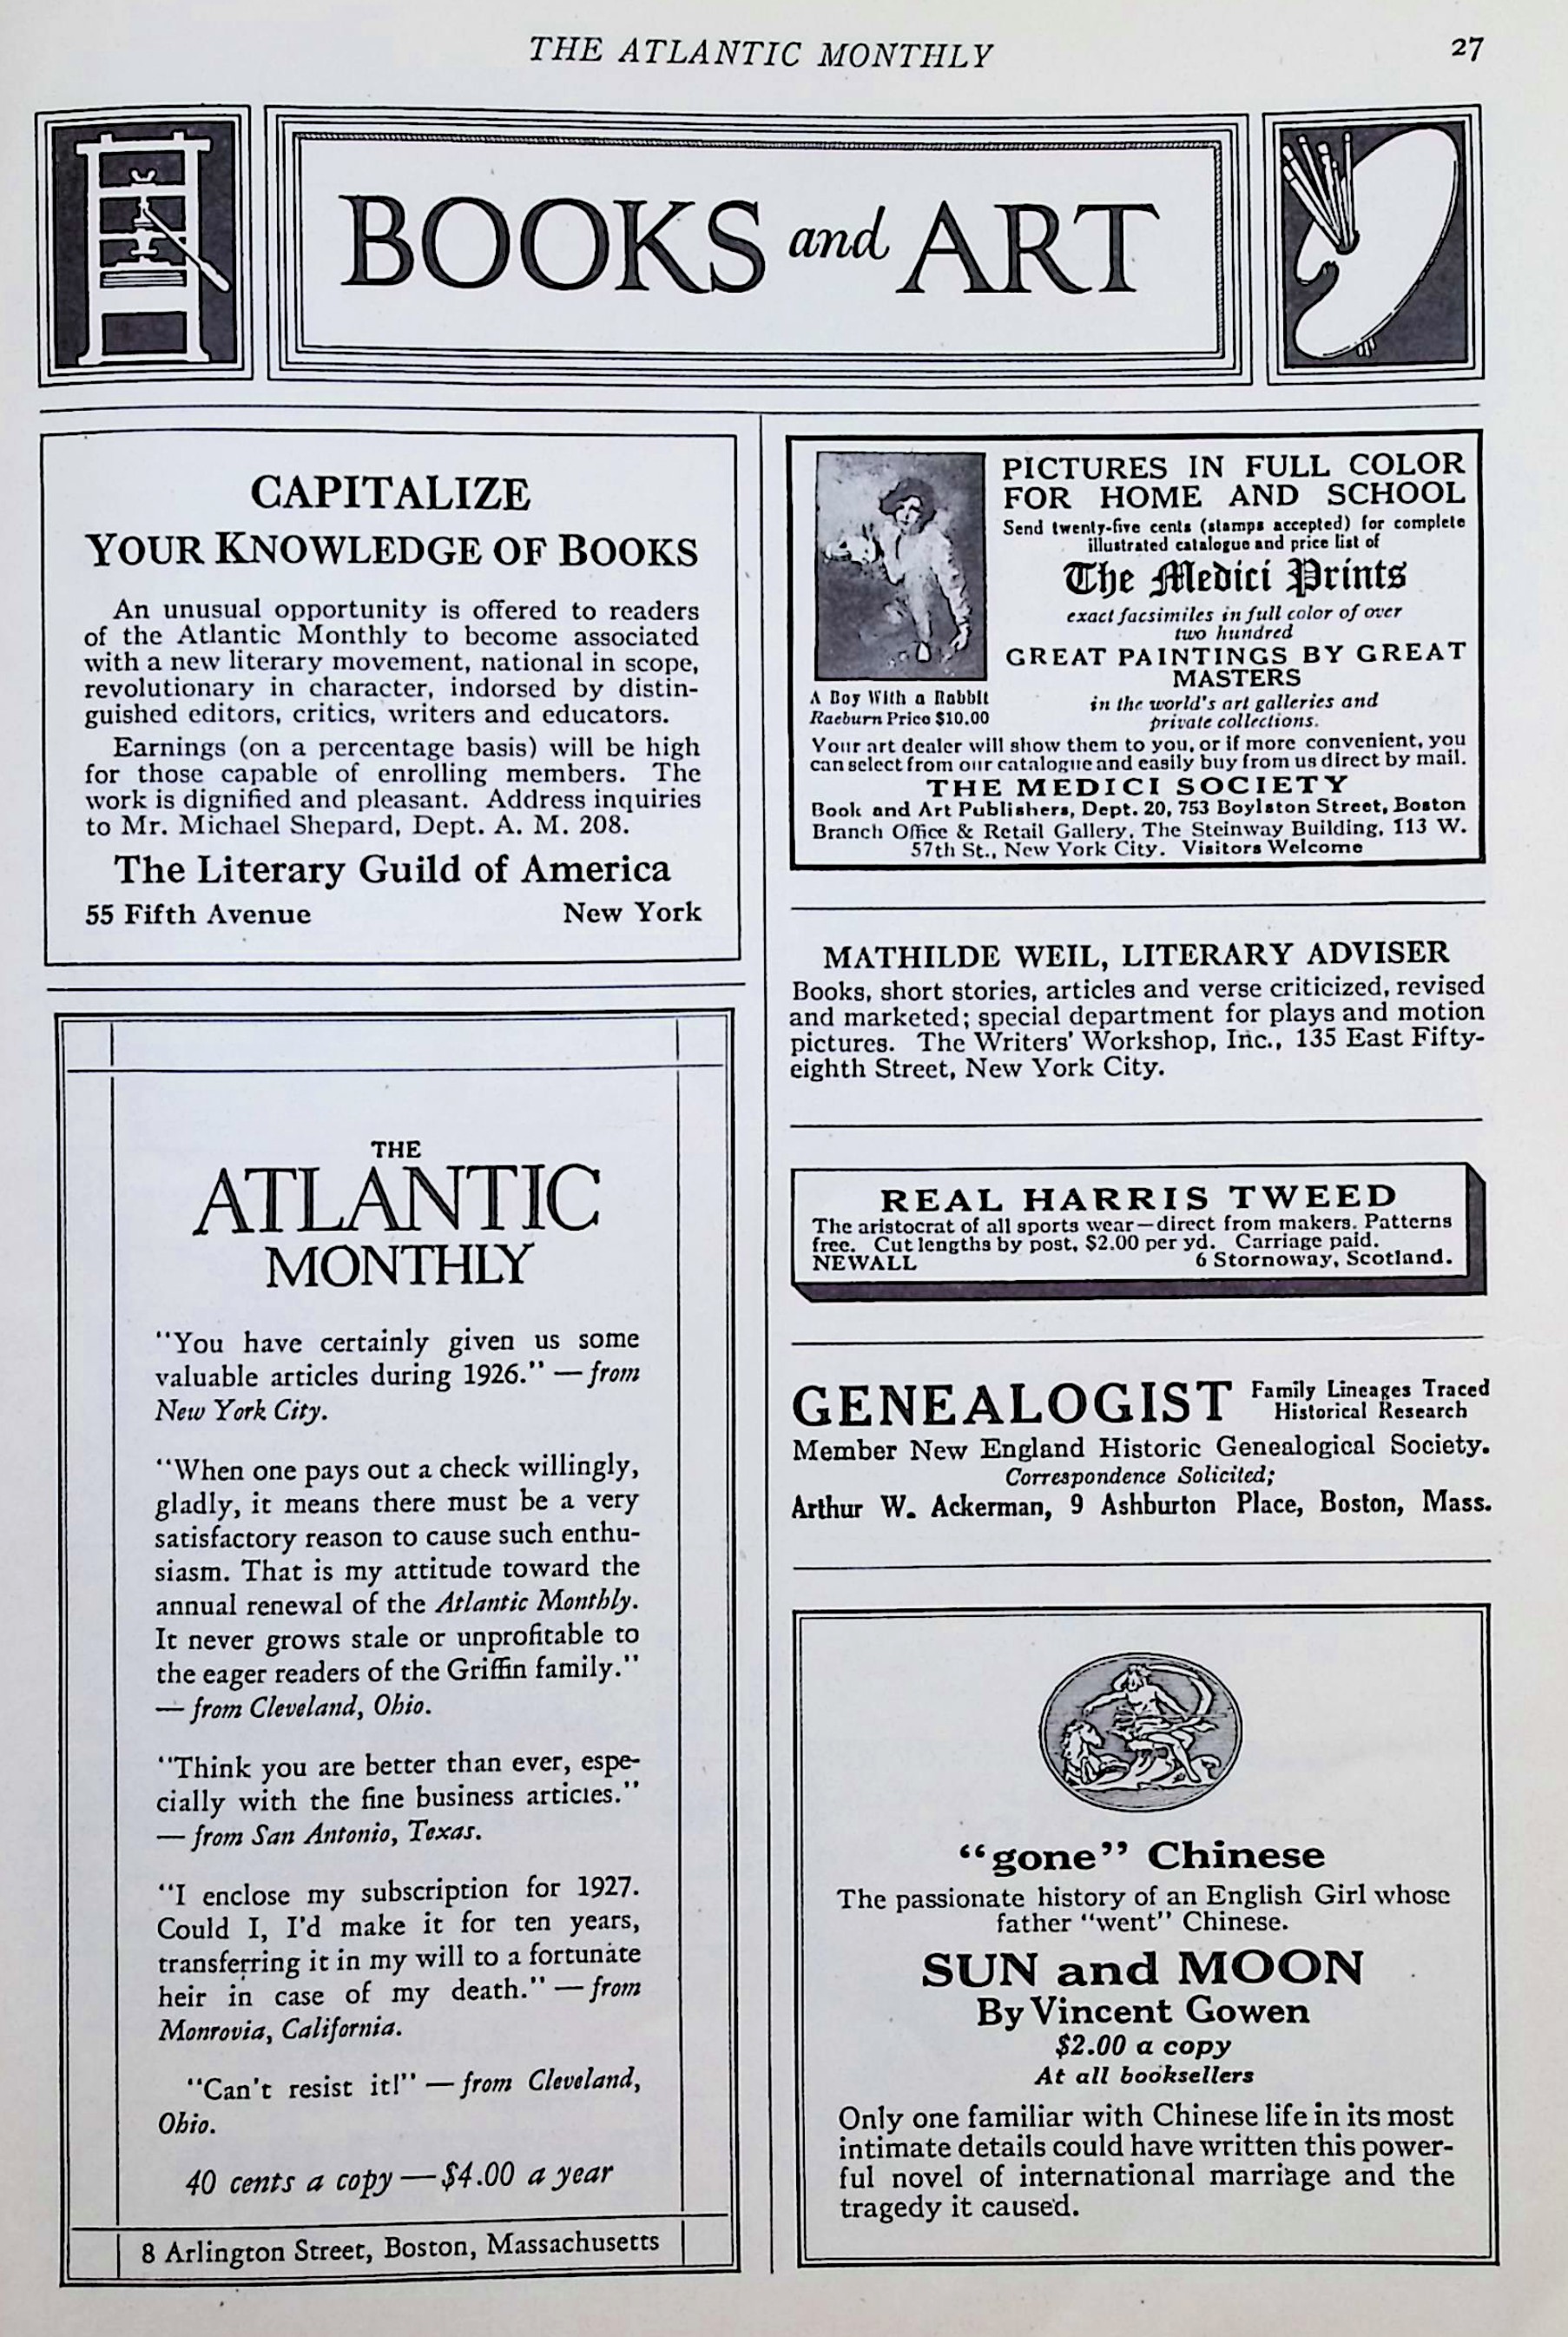 THE ATLANTIC MONTHLY
27
BOOKS and ART
CAPITALIZE
YOUR KNOWLEDGE OF BOOKS
An unusual opportunity is offered to readers
of the Atlantic Monthly to become associated
with a new literary movement, national in scope,
revolutionary in character, indorsed by distin-
guished editors, critics, writers and educators.
Earnings (on a percentage basis) will be high
for those capable of enrolling members. The
work is dignified and pleasant. Address inquiries
to Mr. Michael Shepard, Dept. A. M. 208.
The Literary Guild of America
55 Fifth Avenue New York
THE
ATLANTIC
MONTHLY
"You have certainly given us some
valuable articles during 1926." — from
New York City.
"When one pays out a check willingly,
gladly, it means there must be a very
satisfactory reason to cause such enthu-
siasm. That is my attitude toward the
annual renewal of the Atlantic Monthly.
It never grows stale or unprofitable to
the eager readers of the Griffin family."
— from Cleveland, Ohio.
"Think you are better than ever, espe-
cially with the fine business articles."
— from San Antonio, Texas.
"I enclose my subscription for 1927.
Could I, I'd make it for ten years,
transferring it in my will to a fortunate
heir in case of my death." — from
Monrovia, California.
"Can't resist it!" — from Cleveland,
Ohio.
40 cents a copy — $4.00 a year
8 Arlington Street, Boston, Massachusetts
PICTURES IN FULL COLOR
FOR HOME AND SCHOOL
Send twenty-five cents (stamps accepted) for complete
illustrated catalogue and price list of
The Medici Prints
exact facsimiles in full color of over
two hundred
GREAT PAINTINGS BY GREAT
MASTERS
in the world's art galleries and
private collections.
A Boy With a Rabbit
Raeburn Price $10.00
Your art dealer will show them to you, or if more convenient, you
can select from our catalogue and easily buy from us direct by mail.
THE MEDICI SOCIETY
Book and Art Publishers, Dept. 20, 753 Boylston Street, Boston
Branch Office & Retail Gallery, The Steinway Building, 113 W.
57th St., New York City. Visitors Welcome
MATHILDE WEIL, LITERARY ADVISER
Books, short stories, articles and verse criticized, revised
and marketed; special department for plays and motion
pictures. The Writers' Workshop, Inc., 135 East Fifty-
eighth Street, New York City.
REAL HARRIS TWEED
The aristocrat of all sports wear—direct from makers. Patterns
free. Cut lengths by post, $2.00 per yd. Carriage paid.
NEWALL 6 Stornoway, Scotland.
GENEALOGIST Family Lineages Traced
Historical Research
Member New England Historic Genealogical Society.
Correspondence Solicited;
Arthur W. Ackerman, 9 Ashburton Place, Boston, Mass.
"gone" Chinese
The passionate history of an English Girl whose
father "went" Chinese.
SUN and MOON
By Vincent Gowen
$2.00 a copy
At all booksellers
Only one familiar with Chinese life in its most
intimate details could have written this power-
ful novel of international marriage and the
tragedy it caused.